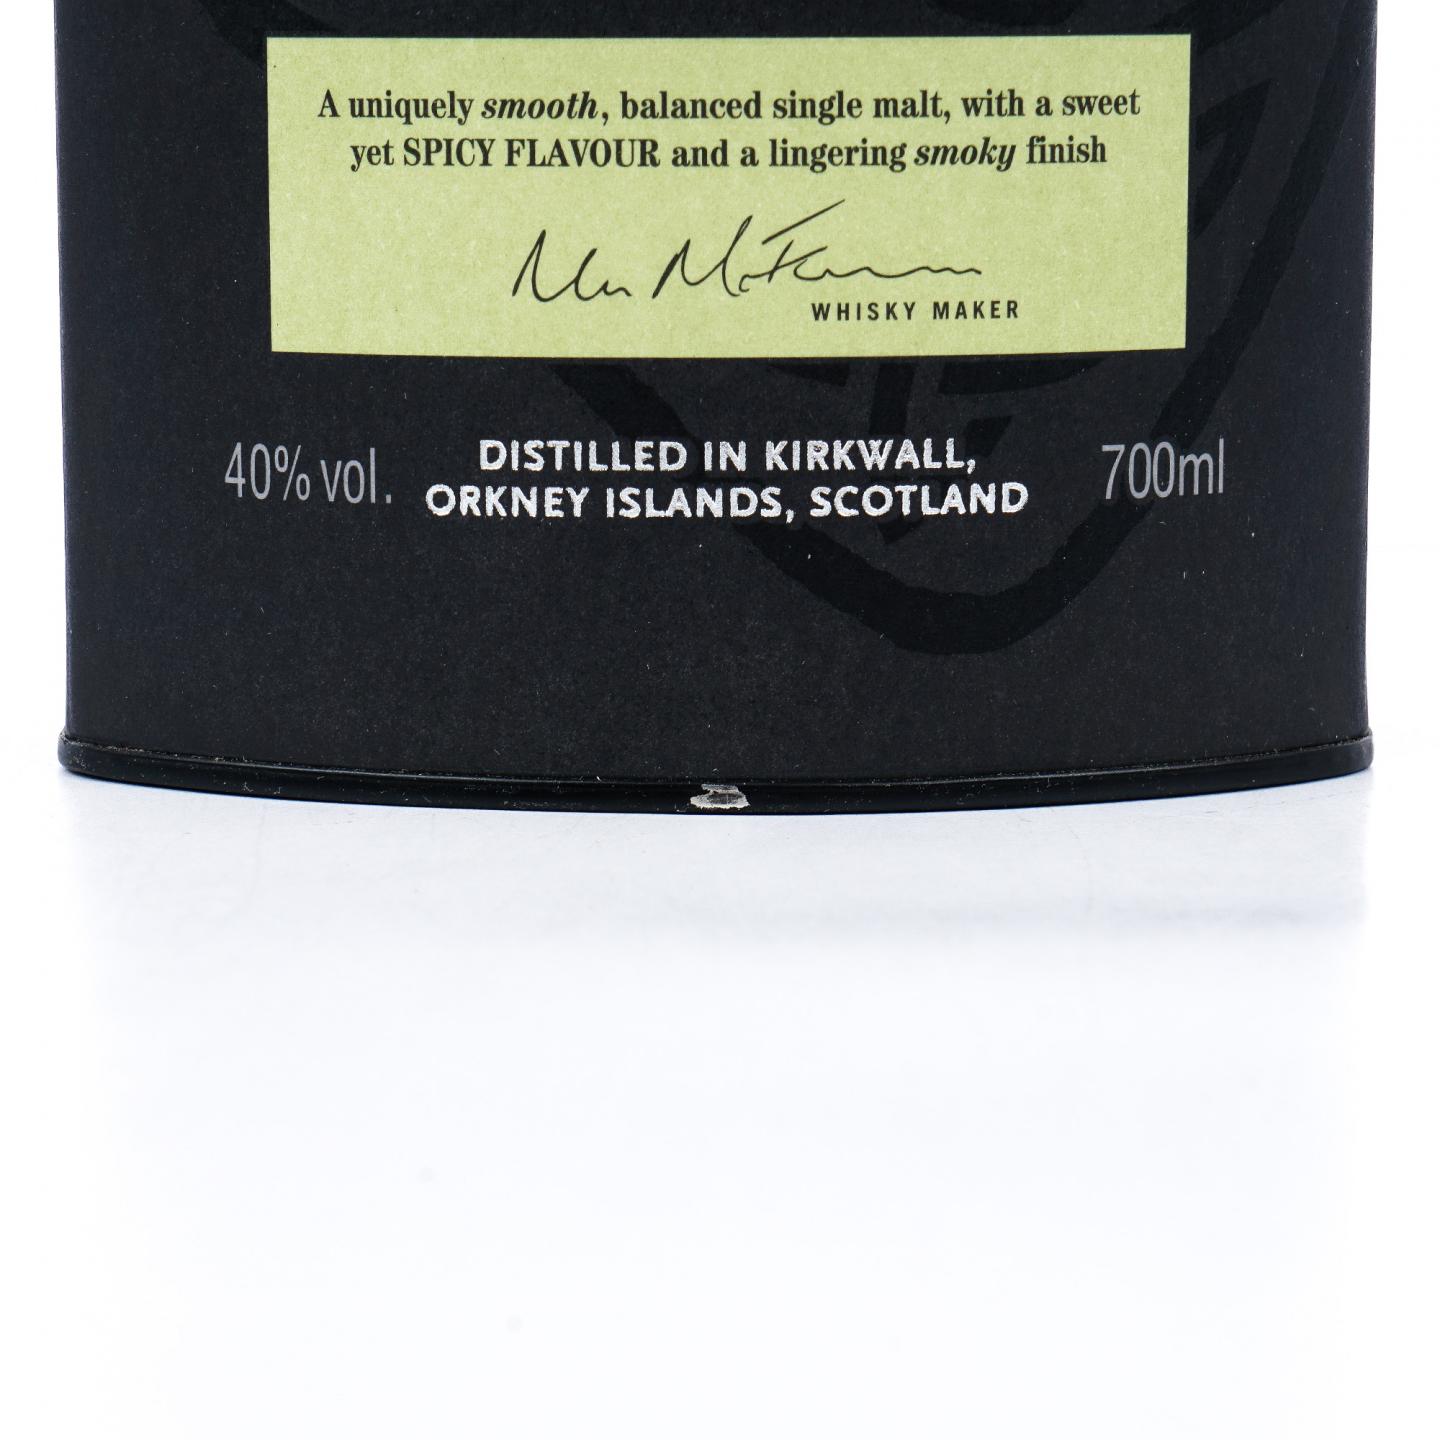 A uniquely smooth, balanced single malt, with a sweet
yet SPICY FLAVOUR and a lingering smoky finish
WHISKY MAKER
40% vol.
DISTILLED IN KIRKWALL,
ORKNEY ISLANDS, SCOTLAND
700ml